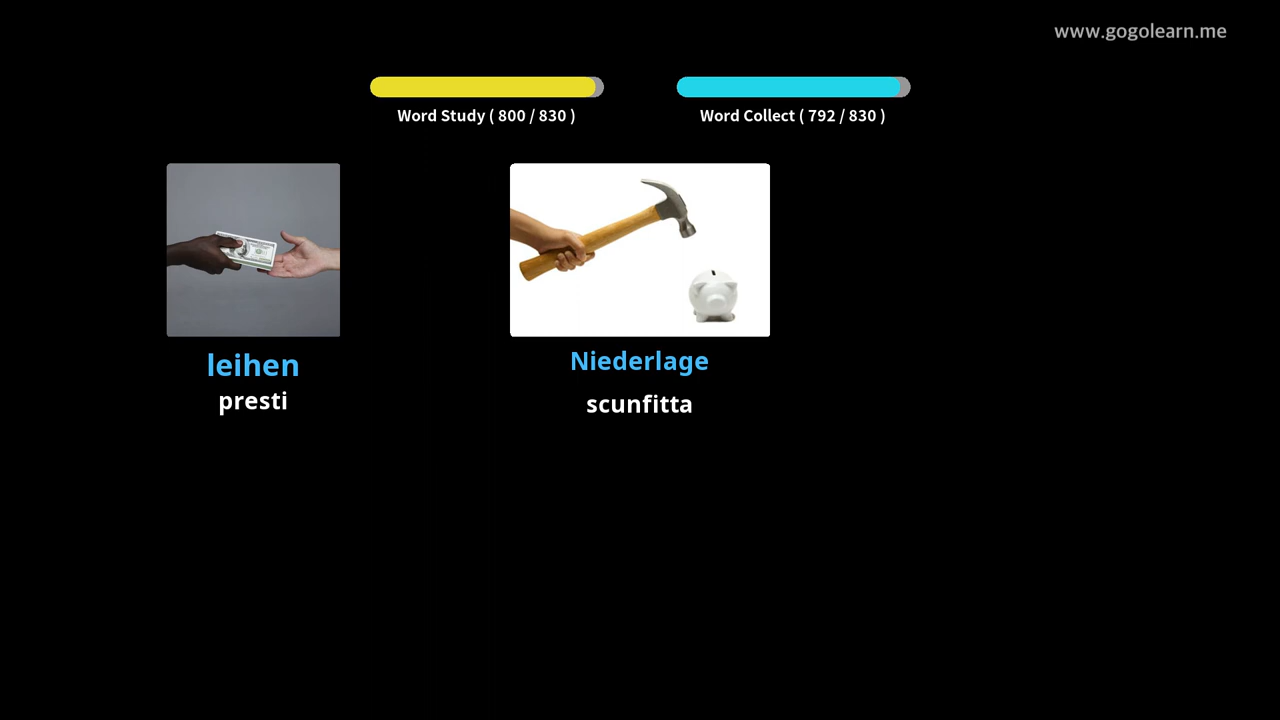 www.gogolearn.me
Word Study ( 800 / 830 )
Word Collect ( 792 / 830 )
leihen
presti
Niederlage
scunfitta